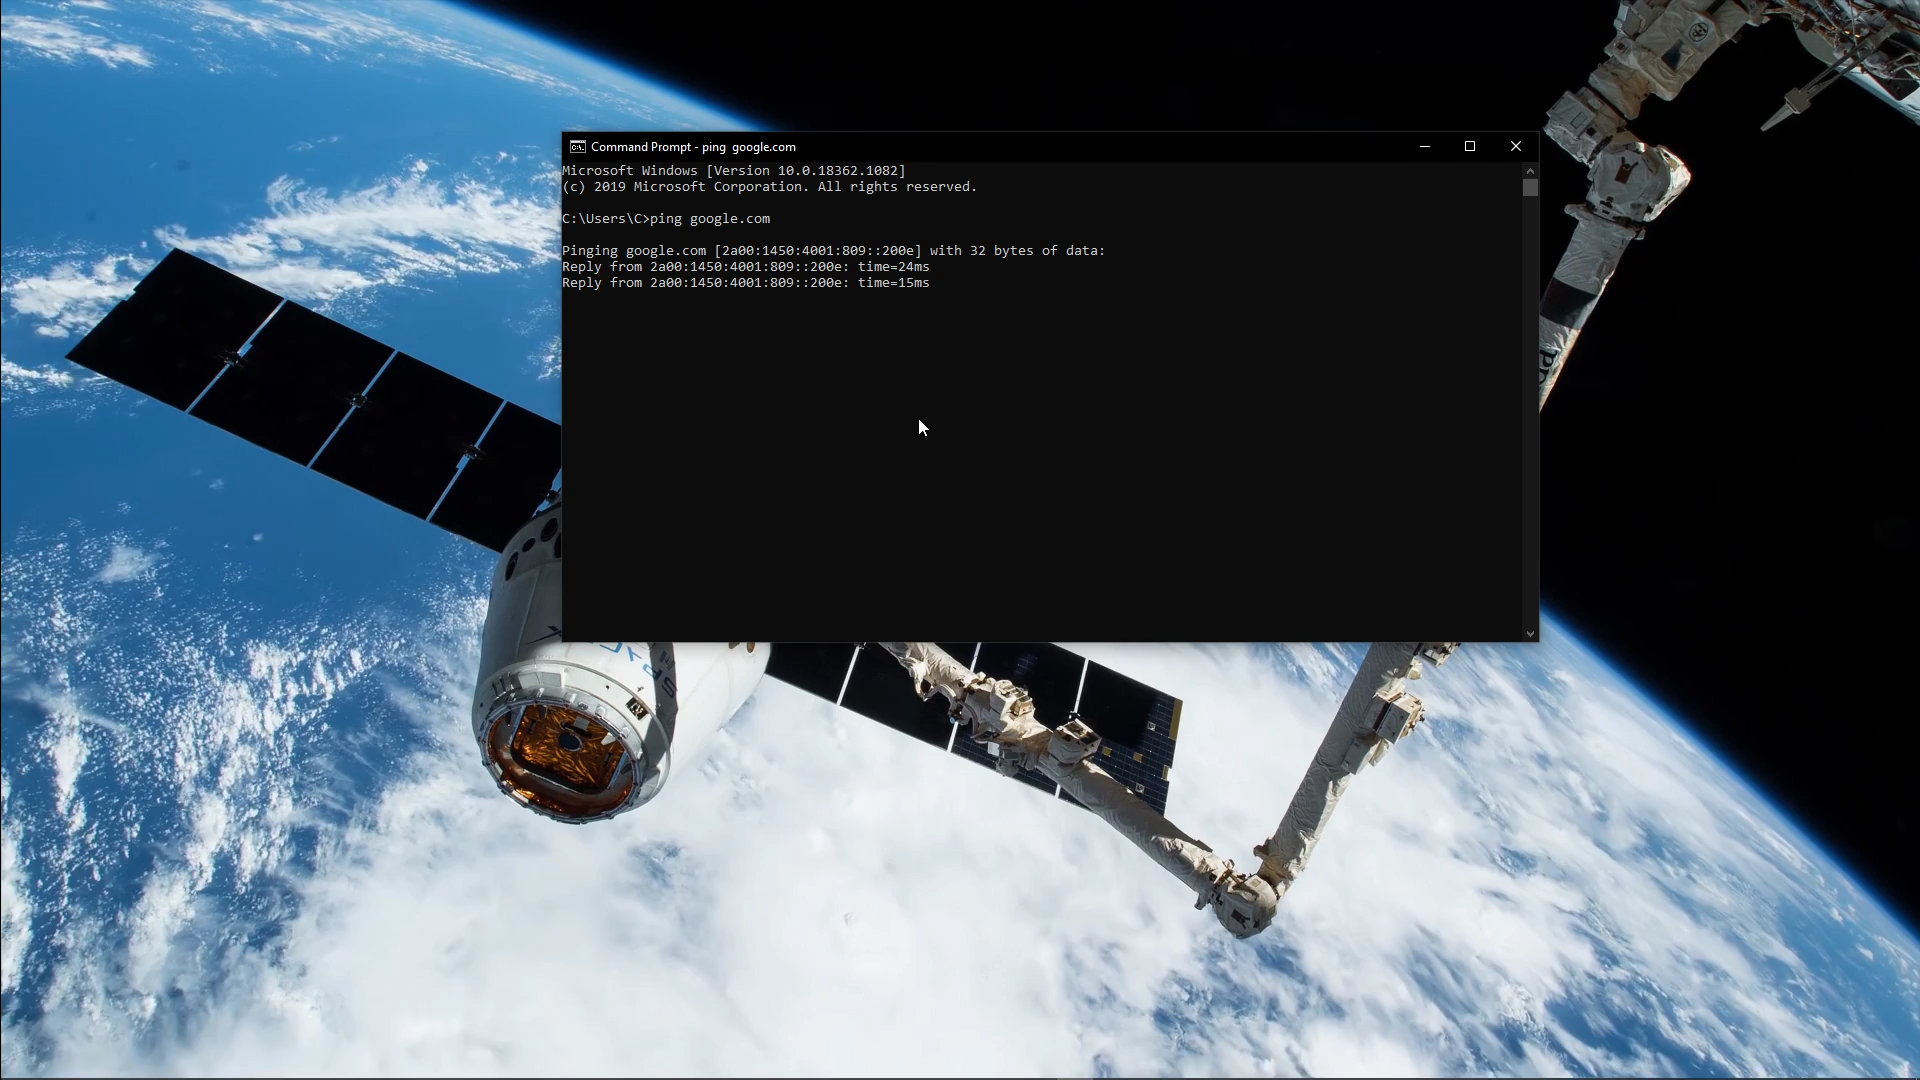 Command Prompt - ping  google.com
Microsoft Windows [Version 10.0.18362.1082]
(c) 2019 Microsoft Corporation. All rights reserved.
C:\Users\C>ping google.com
Pinging google.com [2a00:1450:4001:809::200e] with 32 bytes of data:
Reply from 2a00:1450:4001:809::200e: time=24ms
Reply from 2a00:1450:4001:809::200e: time=15ms